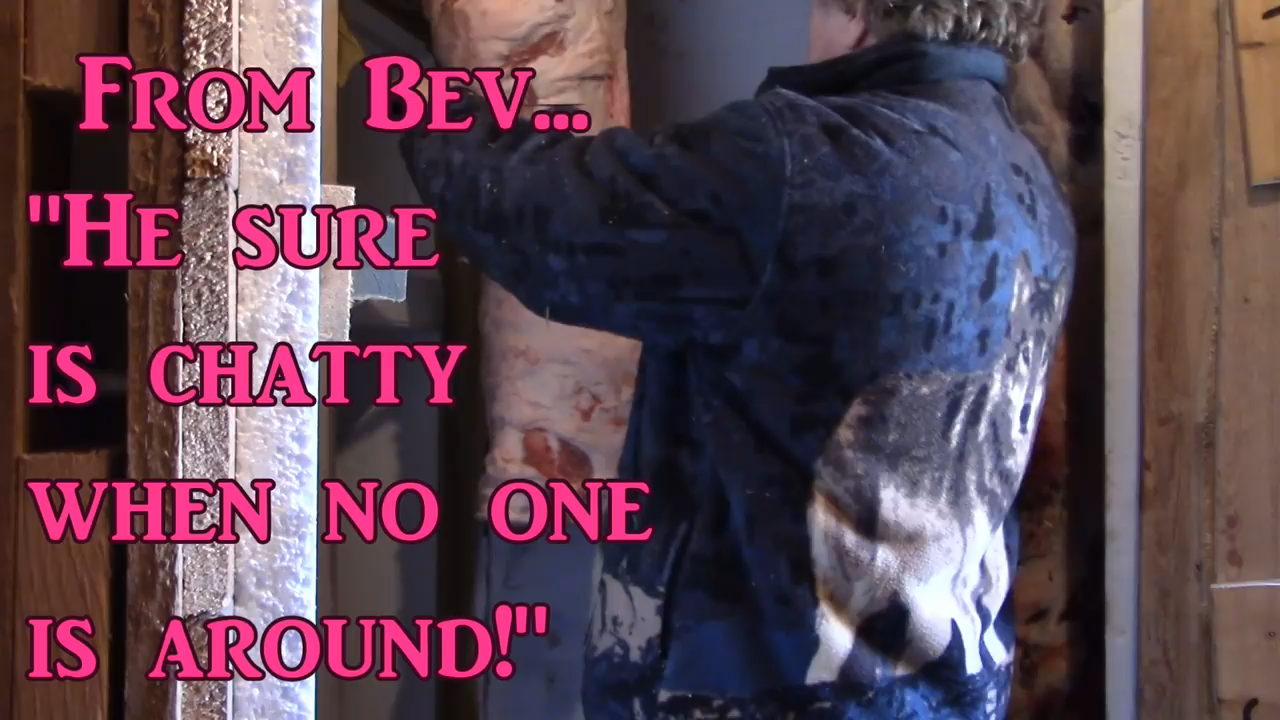 From Bev...
"He sure
is chatty
when no one
is around!"